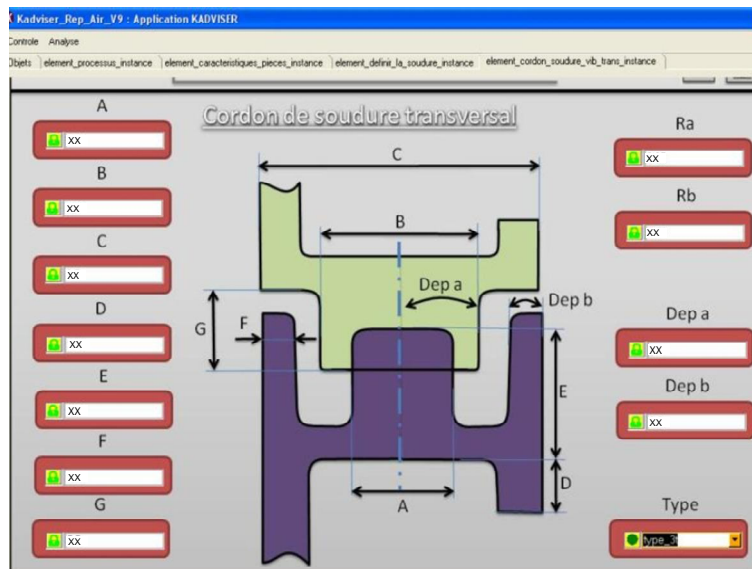 Kadviser_Rep_Air_V9 : Application KADVISER
Controle Analyse
Objets element_processus_instance element_caracteristiques_pieces_instance element_definir_la_soudure_instance element_cordon_soudure_vib_trans_instance
Cordon de soudure transversal
A
xx
B
xx
C
xx
D
xx
E
xx
F
xx
G
xx
C
B
Dep a
Dep b
G
F
E
D
A
Ra
xx
Rb
xx
Dep a
xx
Dep b
xx
Type
type_3t